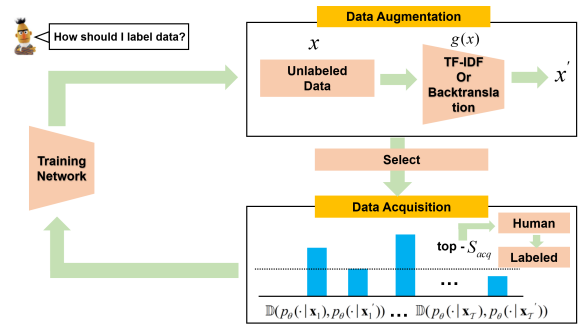 How should I label data?
Data Augmentation
x
g(x)
Unlabeled
Data
TF-IDF
Or
Backtransla
tion
x'
Training
Network
Select
Data Acquisition
Human
top - S_acq
Labeled
...
𝔻(p_θ(·|𝐱_1), p_θ(·|𝐱_1')) ... 𝔻(p_θ(·|𝐱_T), p_θ(·|𝐱_T'))